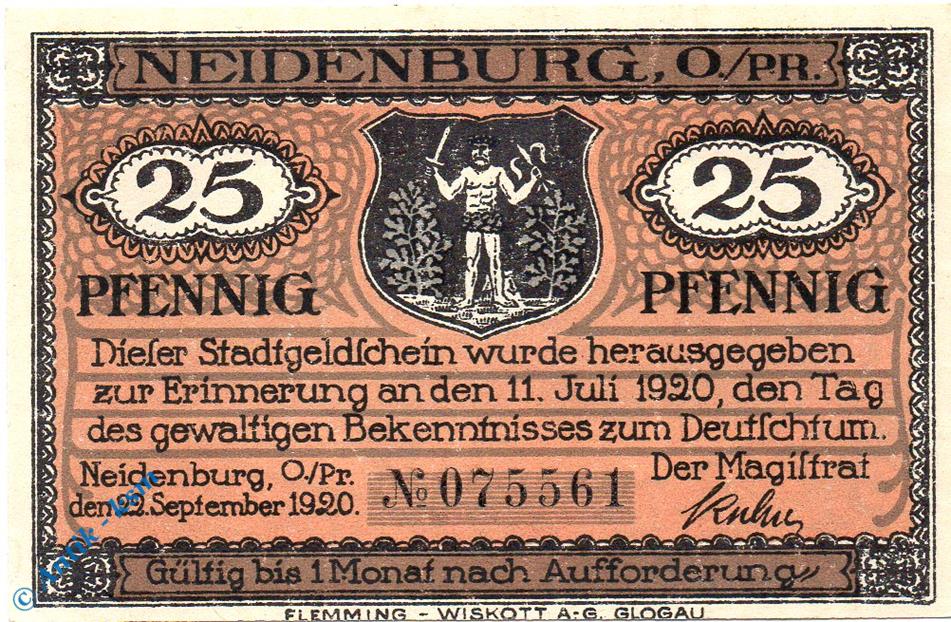 NEIDENBURG, O./PR.
25 25
PFENNIG PFENNIG
Dieſer Stadtgeldſchein wurde herausgegeben
zur Erinnerung an den 11. Juli 1920, den Tag
des gewaltigen Bekenntnisses zum Deutſchtum.
Neidenburg, O./Pr. Der Magiſtrat
den 22. September 1920. № 075561
Gültig bis 1 Monat nach Aufforderung
FLEMMING - WISKOTT A-G. GLOGAU